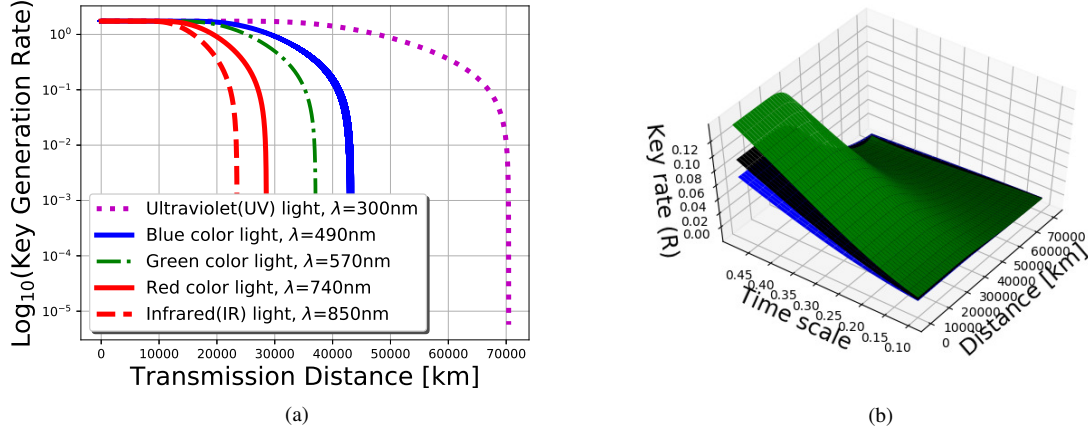 Log₁₀(Key Generation Rate)
10⁰
10⁻¹
10⁻²
10⁻³
10⁻⁴
10⁻⁵
Ultraviolet(UV) light, λ=300nm
Blue color light, λ=490nm
Green color light, λ=570nm
Red color light, λ=740nm
Infrared(IR) light, λ=850nm
0 10000 20000 30000 40000 50000 60000 70000
Transmission Distance [km]
(a)
Key rate (R)
0.12
0.10
0.08
0.06
0.04
0.02
0.00
0.45
0.40
0.35
0.30
0.25
0.20
0.15
0.10
Time scale
0
10000
20000
30000
40000
50000
60000
70000
Distance [km]
(b)